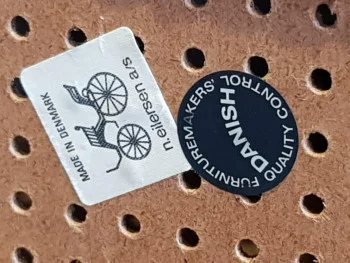 MADE IN DENMARK
n.eilersen a/s
DANISH
FURNITUREMAKERS'
QUALITY CONTROL